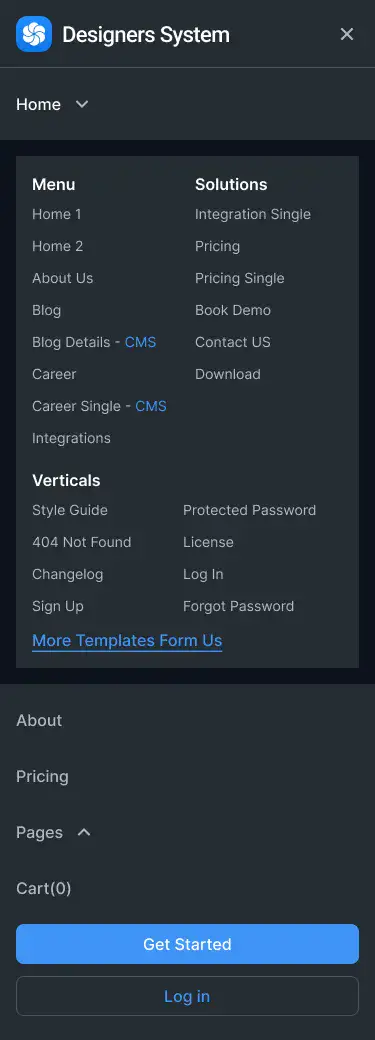 Designers System
Home
Menu
Home 1
Home 2
About Us
Blog
Blog Details - CMS
Career
Career Single - CMS
Integrations
Solutions
Integration Single
Pricing
Pricing Single
Book Demo
Contact US
Download
Verticals
Style Guide
404 Not Found
Changelog
Sign Up
Protected Password
License
Log In
Forgot Password
More Templates Form Us
About
Pricing
Pages
Cart(0)
Get Started
Log in